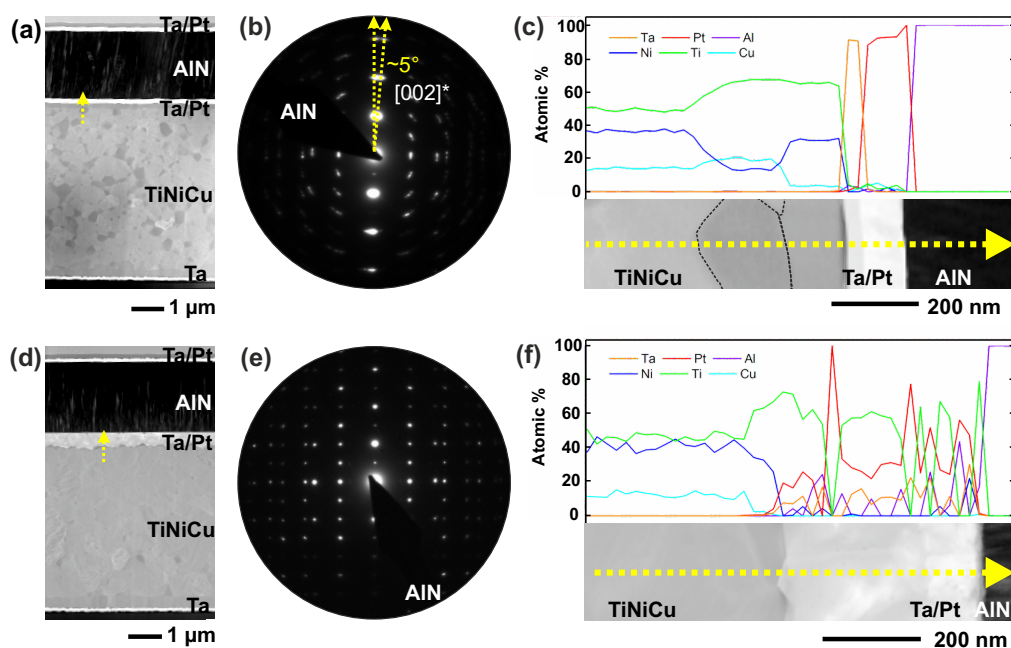 (a)
Ta/Pt
AlN
Ta/Pt
TiNiCu
Ta
1 µm
(b)
~5°
[002]*
AlN
(c)
Atomic %
100
80
60
40
20
0
Ta Pt Al
Ni Ti Cu
TiNiCu Ta/Pt AlN
200 nm
(d)
Ta/Pt
AlN
Ta/Pt
TiNiCu
Ta
1 µm
(e)
AlN
(f)
Atomic %
100
80
60
40
20
0
Ta Pt Al
Ni Ti Cu
TiNiCu Ta/Pt AlN
200 nm